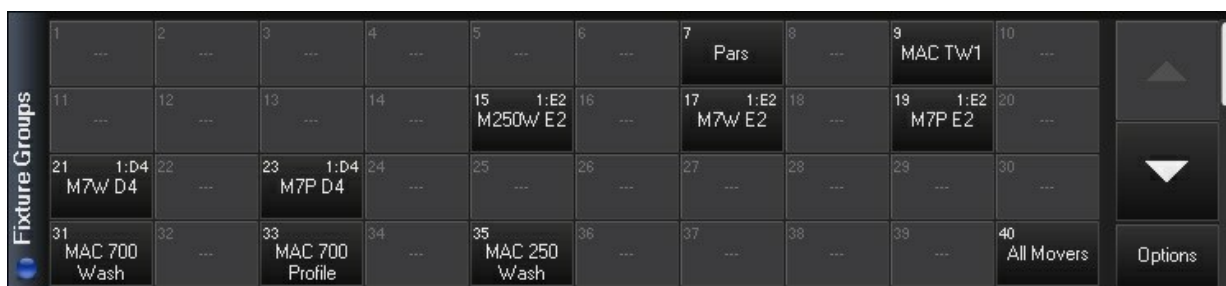 Fixture Groups
1 ---
2 ---
3 ---
4 ---
5 ---
6 ---
7
Pars
8 ---
9
MAC TW1
10 ---
11 ---
12 ---
13 ---
14 ---
15 1:E2
M250W E2
16 ---
17 1:E2
M7W E2
18 ---
19 1:E2
M7P E2
20 ---
21 1:D4
M7W D4
22 ---
23 1:D4
M7P D4
24 ---
25 ---
26 ---
27 ---
28 ---
29 ---
30 ---
31
MAC 700
Wash
32 ---
33
MAC 700
Profile
34 ---
35
MAC 250
Wash
36 ---
37 ---
38 ---
39 ---
40
All Movers
Options